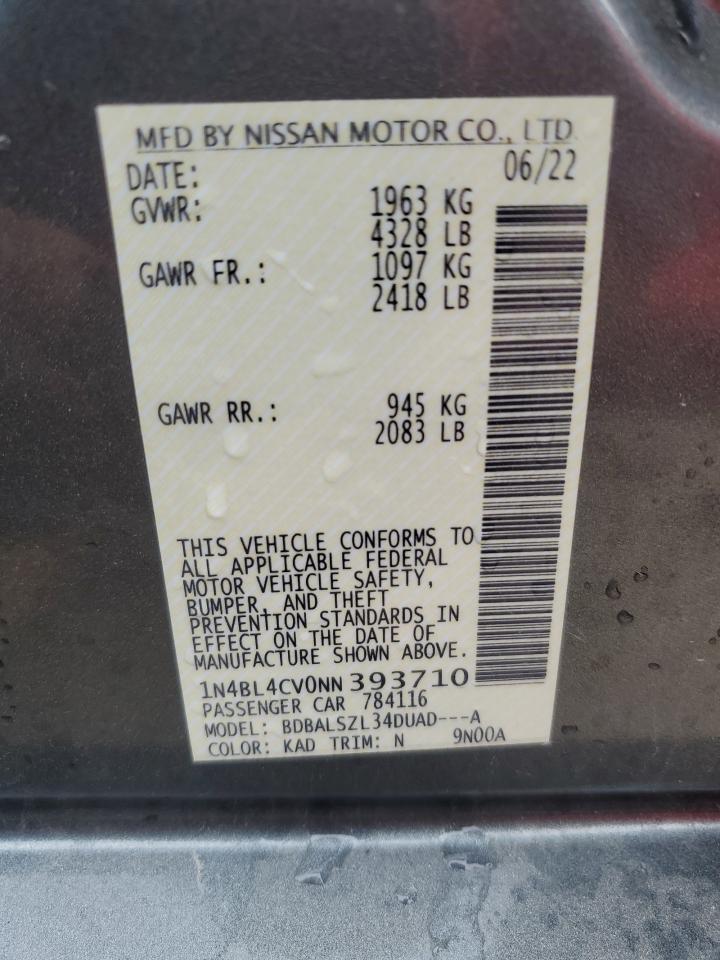 MFD BY NISSAN MOTOR CO., LTD.
DATE: 06/22
GVWR: 1963 KG
4328 LB
GAWR FR.: 1097 KG
2418 LB
GAWR RR.: 945 KG
2083 LB
THIS VEHICLE CONFORMS TO
ALL APPLICABLE FEDERAL
MOTOR VEHICLE SAFETY,
BUMPER, AND THEFT
PREVENTION STANDARDS IN
EFFECT ON THE DATE OF
MANUFACTURE SHOWN ABOVE.
1N4BL4CV0NN 393710
PASSENGER CAR 784116
MODEL: BDBALSZL34DUAD---A
COLOR: KAD TRIM: N 9N00A